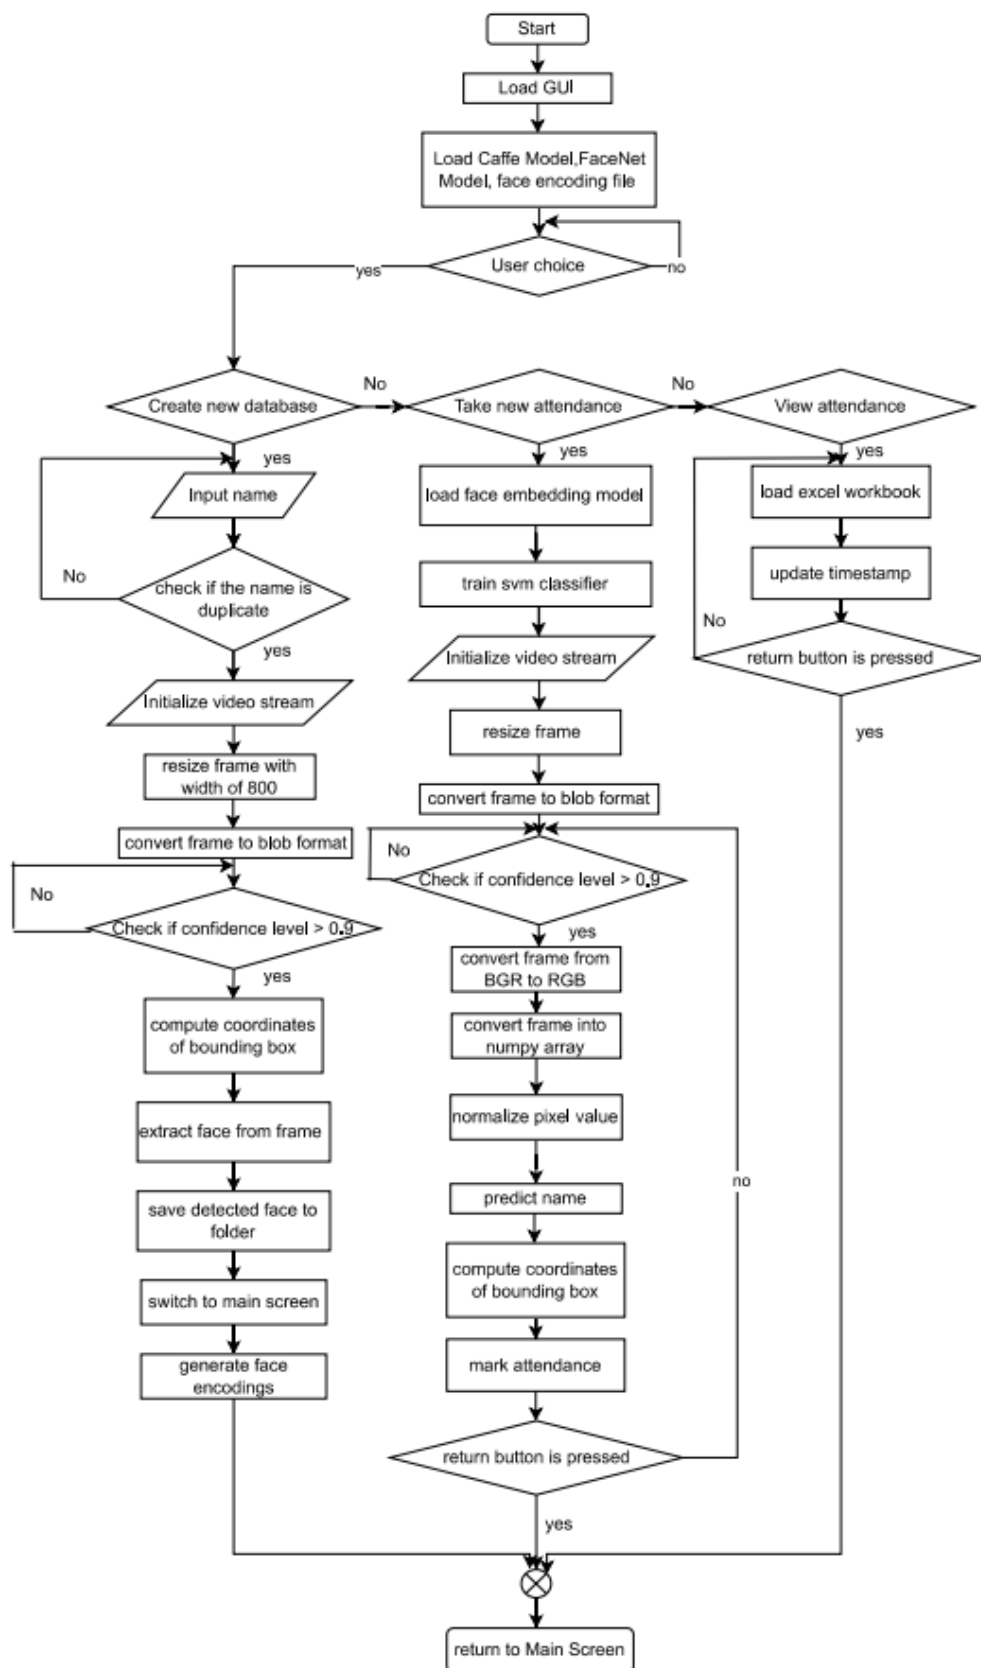 Start
Load GUI
Load Caffe Model,FaceNet
Model, face encoding file
User choice
no
yes
Create new database
No
Take new attendance
No
View attendance
yes
Input name
No
check if the name is
duplicate
yes
Initialize video stream
resize frame with
width of 800
convert frame to blob format
No
Check if confidence level > 0.9
yes
compute coordinates
of bounding box
extract face from frame
save detected face to
folder
switch to main screen
generate face
encodings
yes
load face embedding model
train svm classifier
Initialize video stream
resize frame
convert frame to blob format
No
Check if confidence level > 0.9
yes
convert frame from
BGR to RGB
convert frame into
numpy array
normalize pixel value
predict name
compute coordinates
of bounding box
mark attendance
return button is pressed
no
yes
yes
load excel workbook
update timestamp
No
return button is pressed
yes
return to Main Screen